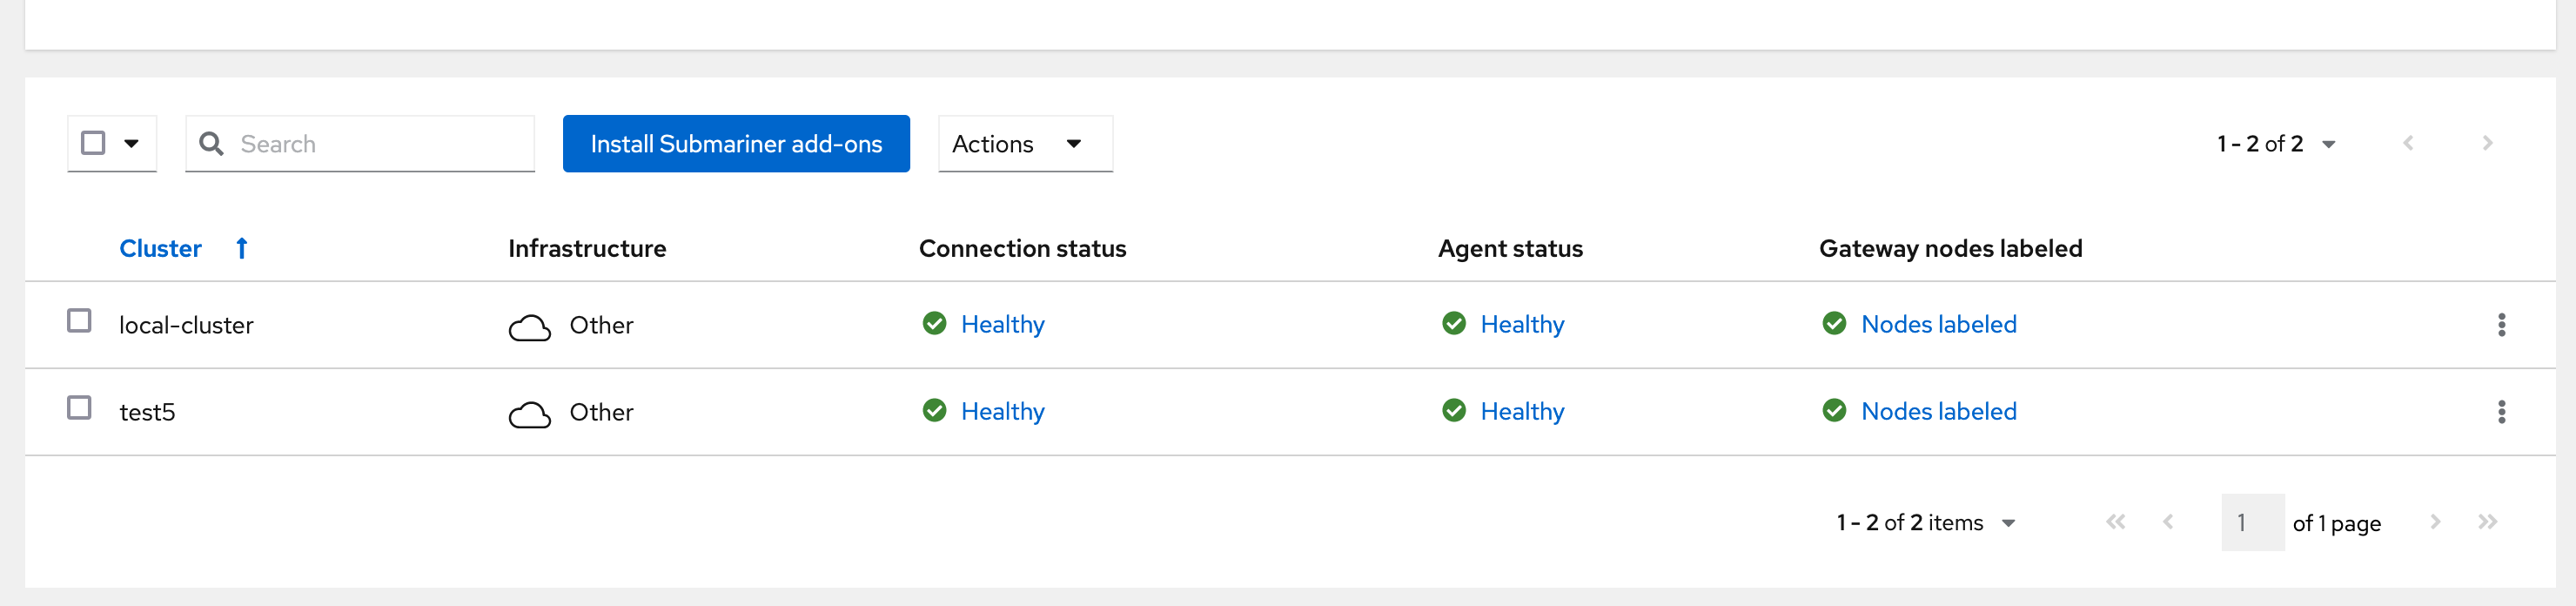 Search Install Submariner add-ons Actions 1 - 2 of 2
Cluster Infrastructure Connection status Agent status Gateway nodes labeled
local-cluster Other Healthy Healthy Nodes labeled
test5 Other Healthy Healthy Nodes labeled
1 - 2 of 2 items 1 of 1 page